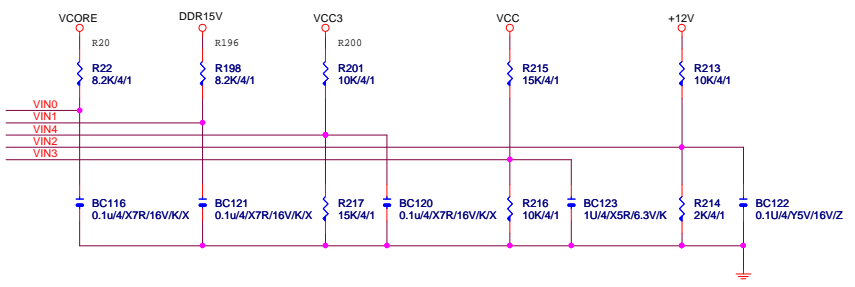 VCORE
DDR15V
VCC3
VCC
+12V
R20
R196
R200
R22
8.2K/4/1
R198
8.2K/4/1
R201
10K/4/1
R215
15K/4/1
R213
10K/4/1
VIN0
VIN1
VIN4
VIN2
VIN3
BC116
0.1u/4/X7R/16V/K/X
BC121
0.1u/4/X7R/16V/K/X
R217
15K/4/1
BC120
0.1u/4/X7R/16V/K/X
R216
10K/4/1
BC123
1U/4/X5R/6.3V/K
R214
2K/4/1
BC122
0.1U/4/Y5V/16V/Z